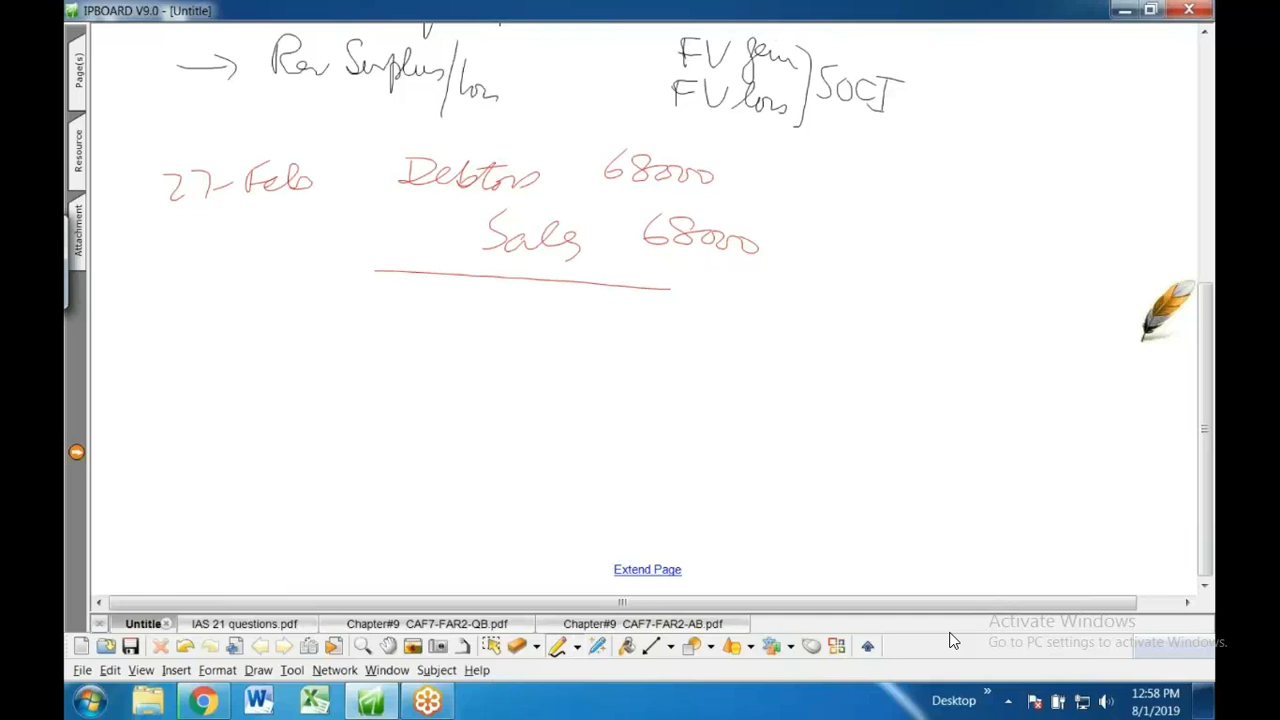 IPBOARD V9.0 - [Untitled]
Page(s)
Resource
Attachment
→ Rev Surplus/Loss
FV gain
FV loss
SOCI
27-Feb Debtors 68000
Sales 68000
Extend Page
Untitle IAS 21 questions.pdf Chapter#9 CAF7-FAR2-QB.pdf Chapter#9 CAF7-FAR2-AB.pdf
Activate Windows
Go to PC settings to activate Windows.
File Edit View Insert Format Draw Tool Network Window Subject Help
Desktop
12:58 PM
8/1/2019